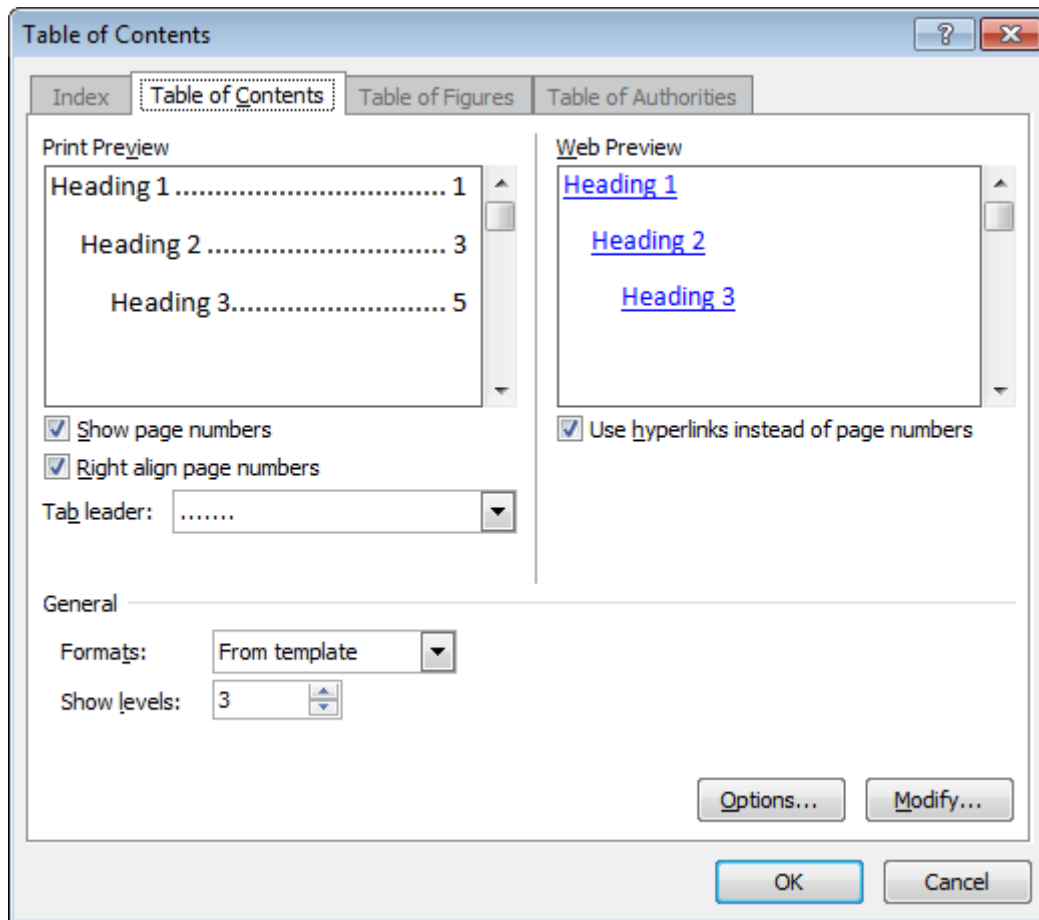 Table of Contents
Index Table of Contents Table of Figures Table of Authorities
Print Preview
Heading 1.................................. 1
Heading 2.............................. 3
Heading 3........................... 5
Show page numbers
Right align page numbers
Tab leader: .......
Web Preview
Heading 1
Heading 2
Heading 3
Use hyperlinks instead of page numbers
General
Formats: From template
Show levels: 3
Options... Modify...
OK Cancel